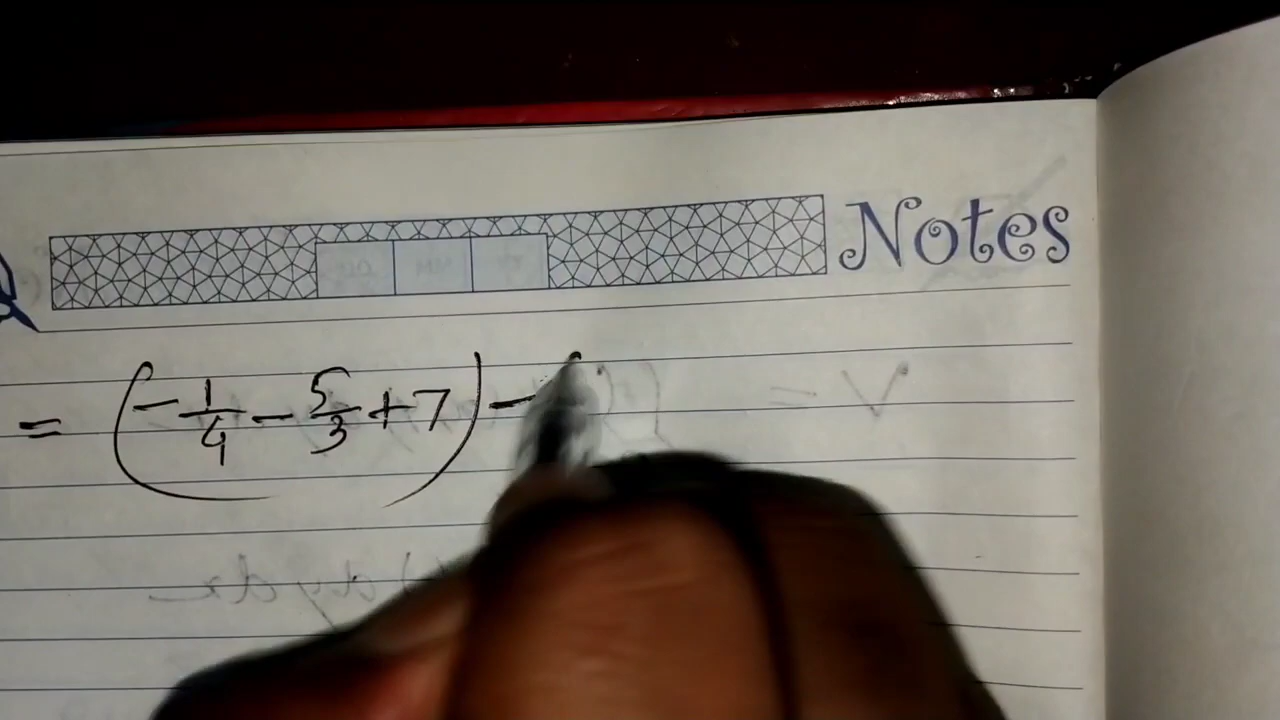 Notes
= (-1/4 - 5/3 + 7) -